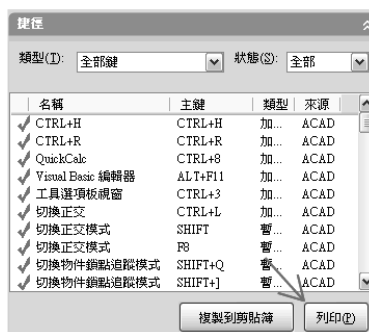 捷徑
類型(T): 全部鍵 狀態(S): 全部
名稱 主鍵 類型 來源
CTRL+H CTRL+H 加... ACAD
CTRL+R CTRL+R 加... ACAD
QuickCalc CTRL+8 加... ACAD
Visual Basic 編輯器 ALT+F11 加... ACAD
工具選項板視窗 CTRL+3 加... ACAD
切換正交 CTRL+L 加... ACAD
切換正交模式 SHIFT 暫... ACAD
切換正交模式 F8 暫... ACAD
切換物件鎖點追蹤模式 SHIFT+Q 暫... ACAD
切換物件鎖點追蹤模式 SHIFT+] 暫... ACAD
複製到剪貼簿 列印(P)